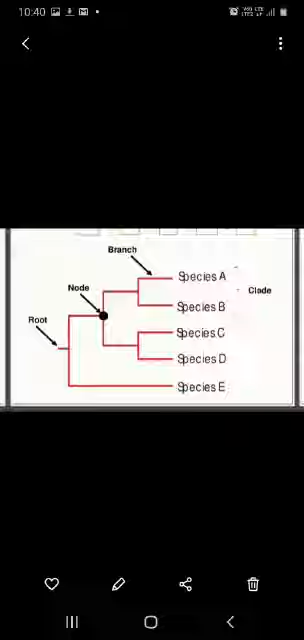 10:40
Branch
Species A
Node
Clade
Species B
Root
Species C
Species D
Species E